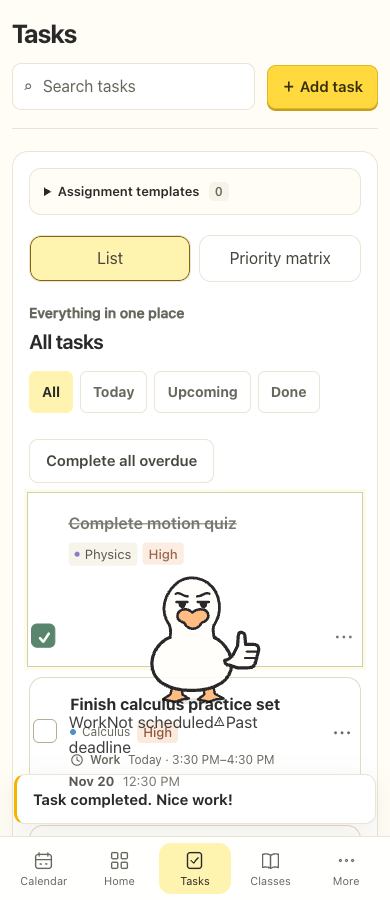 Tasks
Search tasks
+ Add task
Assignment templates 0
List
Priority matrix
Everything in one place
All tasks
All
Today
Upcoming
Done
Complete all overdue
Complete motion quiz
Physics
High
Finish calculus practice set
WorkNot scheduled⚠Past
deadline
Calculus
High
Work Today · 3:30 PM–4:30 PM
Nov 20 12:30 PM
Task completed. Nice work!
Calendar
Home
Tasks
Classes
More